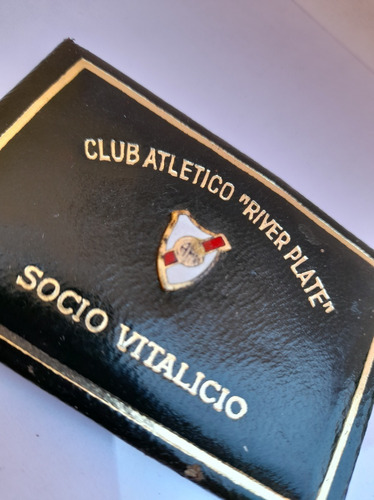 CLUB ATLETICO "RIVER PLATE"
SOCIO VITALICIO